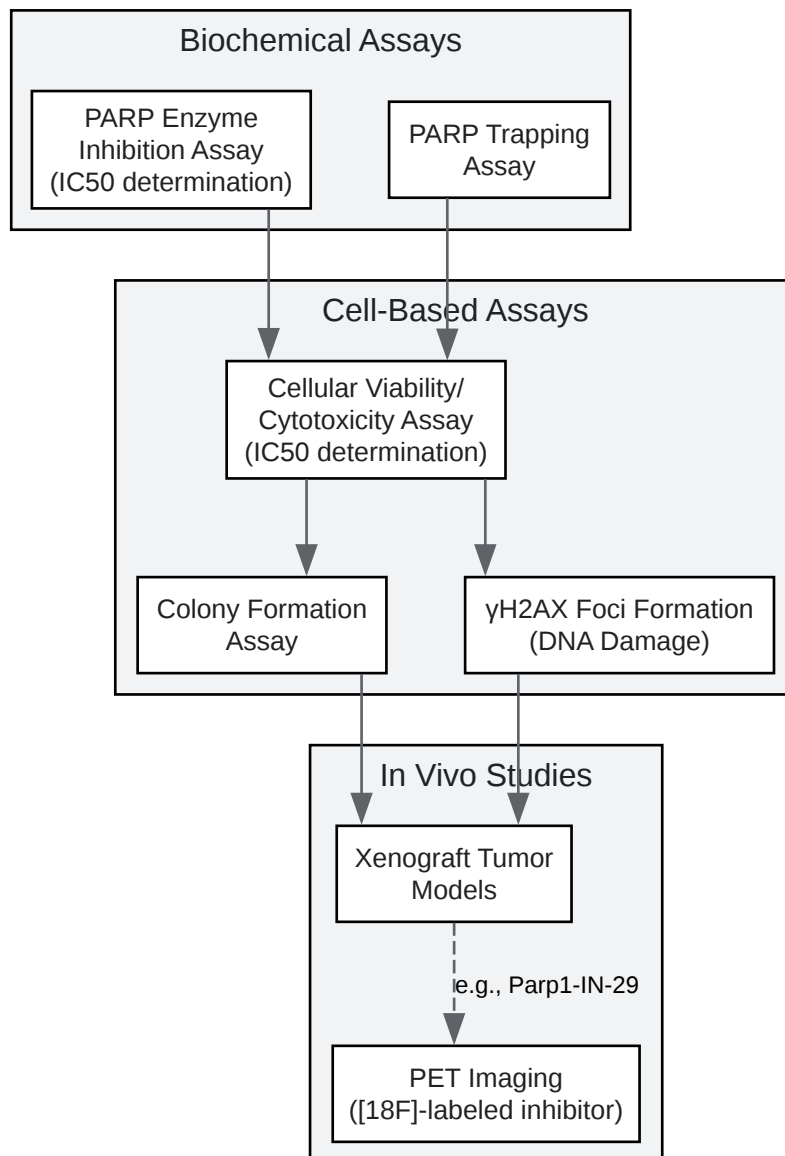 Biochemical Assays
PARP Enzyme
Inhibition Assay
(IC50 determination)
PARP Trapping
Assay
Cell-Based Assays
Cellular Viability/
Cytotoxicity Assay
(IC50 determination)
Colony Formation
Assay
γH2AX Foci Formation
(DNA Damage)
In Vivo Studies
Xenograft Tumor
Models
e.g., Parp1-IN-29
PET Imaging
([18F]-labeled inhibitor)